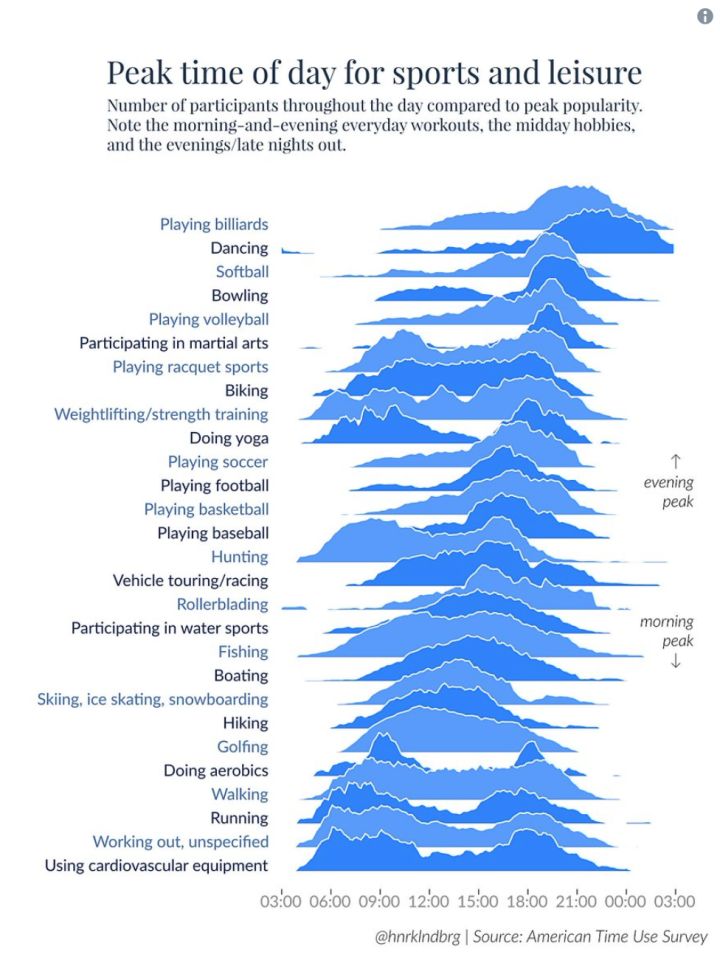 Peak time of day for sports and leisure
Number of participants throughout the day compared to peak popularity.
Note the morning-and-evening everyday workouts, the midday hobbies,
and the evenings/late nights out.
Playing billiards
Dancing
Softball
Bowling
Playing volleyball
Participating in martial arts
Playing racquet sports
Biking
Weightlifting/strength training
Doing yoga
Playing soccer
Playing football
Playing basketball
Playing baseball
Hunting
Vehicle touring/racing
Rollerblading
Participating in water sports
Fishing
Boating
Skiing, ice skating, snowboarding
Hiking
Golfing
Doing aerobics
Walking
Running
Working out, unspecified
Using cardiovascular equipment
↑
evening
peak
morning
peak
↓
03:00 06:00 09:00 12:00 15:00 18:00 21:00 00:00 03:00
@hnrklndbrg | Source: American Time Use Survey